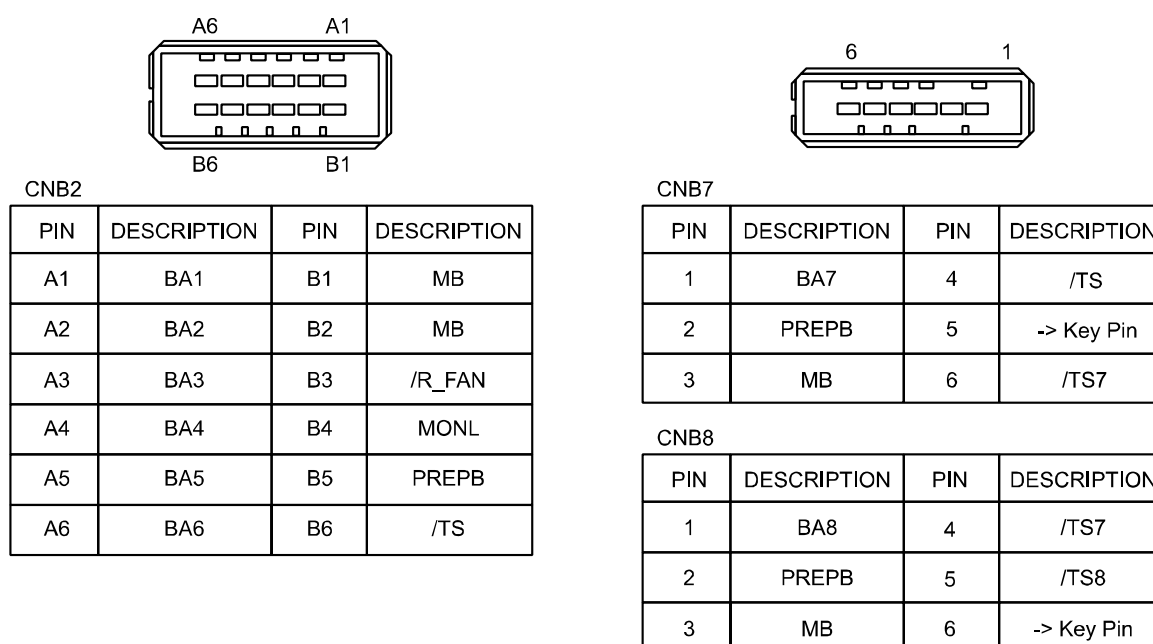 A6 A1
B6 B1
CNB2
PIN DESCRIPTION PIN DESCRIPTION
A1 BA1 B1 MB
A2 BA2 B2 MB
A3 BA3 B3 /R_FAN
A4 BA4 B4 MONL
A5 BA5 B5 PREPB
A6 BA6 B6 /TS
6 1
CNB7
PIN DESCRIPTION PIN DESCRIPTION
1 BA7 4 /TS
2 PREPB 5 -> Key Pin
3 MB 6 /TS7
CNB8
PIN DESCRIPTION PIN DESCRIPTION
1 BA8 4 /TS7
2 PREPB 5 /TS8
3 MB 6 -> Key Pin